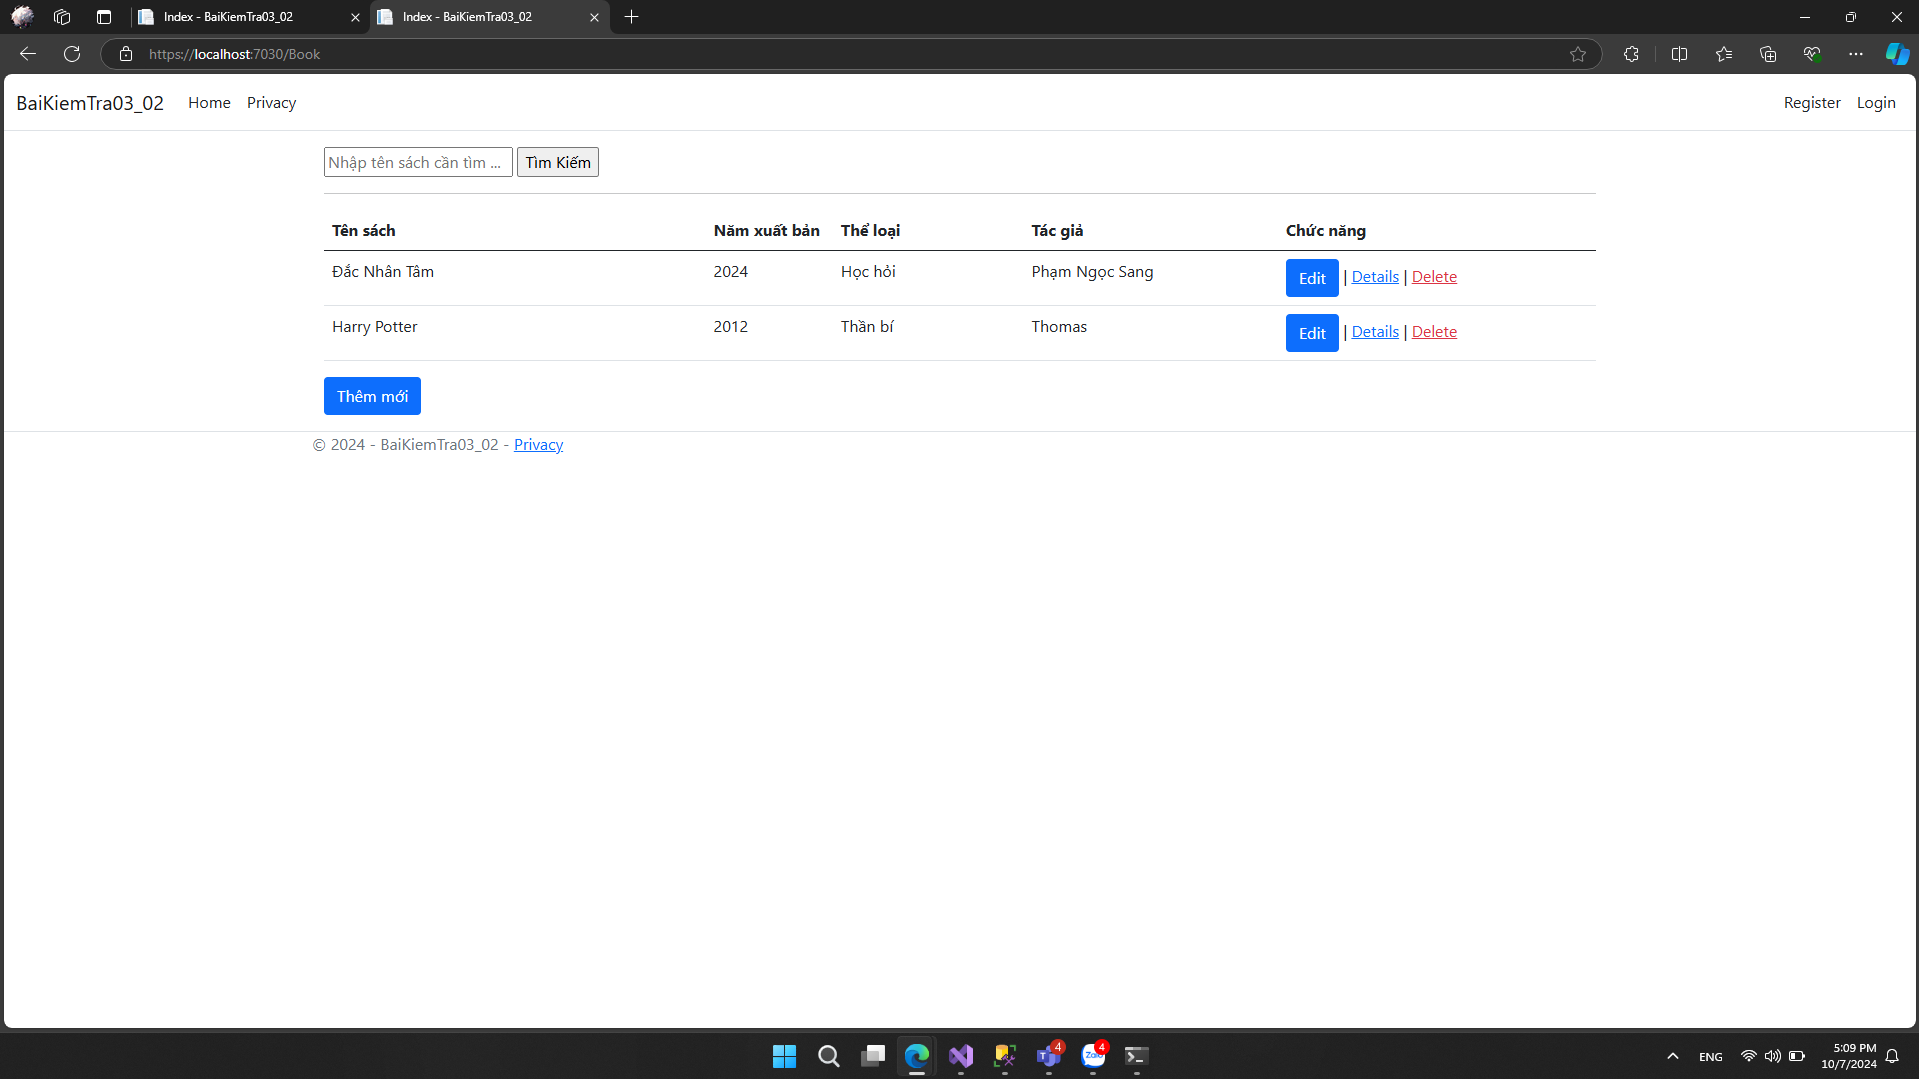 Index - BaiKiemTra03_02
Index - BaiKiemTra03_02
https://localhost:7030/Book
BaiKiemTra03_02 Home Privacy Register Login
Nhập tên sách cần tìm ... Tìm Kiếm
Tên sách Năm xuất bản Thể loại Tác giả Chức năng
Đắc Nhân Tâm 2024 Học hỏi Phạm Ngọc Sang Edit | Details | Delete
Harry Potter 2012 Thần bí Thomas Edit | Details | Delete
Thêm mới
© 2024 - BaiKiemTra03_02 - Privacy
4
Zalo 4
ENG
5:09 PM
10/7/2024